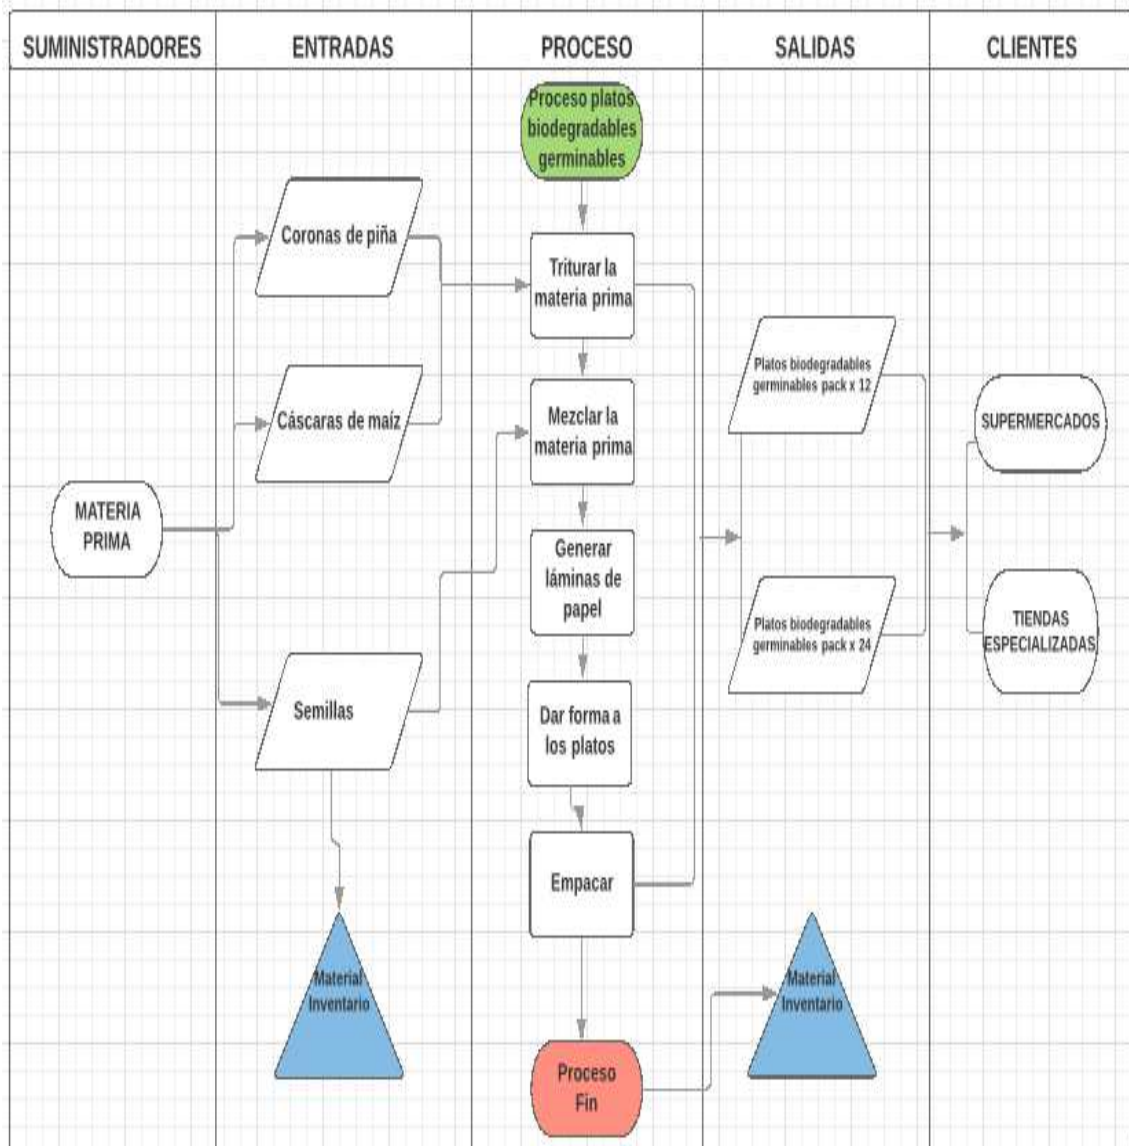 SUMINISTRADORES
ENTRADAS
PROCESO
SALIDAS
CLIENTES
MATERIA
PRIMA
Coronas de piña
Cáscaras de maíz
Semillas
Material
Inventario
Proceso platos
biodegradables
germinables
Triturar la
materia prima
Mezclar la
materia prima
Generar
láminas de
papel
Dar forma a
los platos
Empacar
Proceso
Fin
Platos biodegradables
germinables pack x 12
Platos biodegradables
germinables pack x 24
Material
Inventario
SUPERMERCADOS
TIENDAS
ESPECIALIZADAS